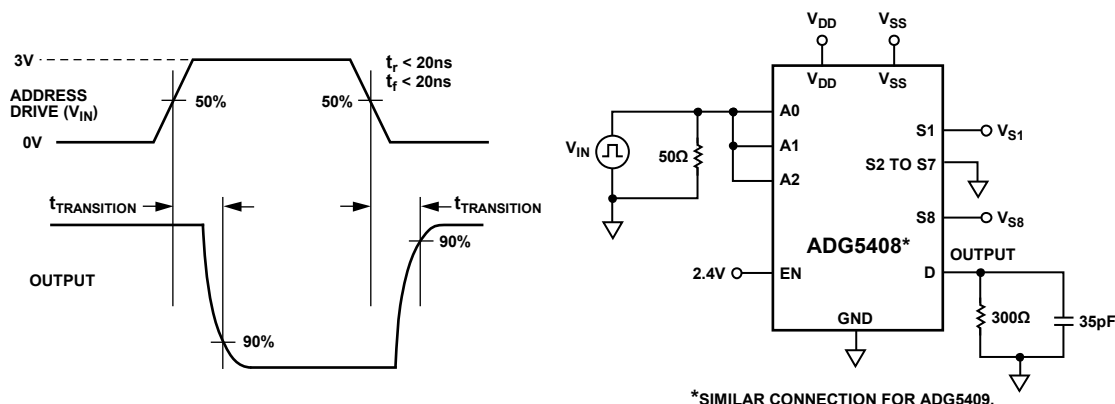 3V
ADDRESS
DRIVE (VIN)
0V
50%
50%
tr < 20ns
tf < 20ns
tTRANSITION
tTRANSITION
90%
OUTPUT
90%
VDD
VSS
VDD
VSS
A0
A1
A2
VIN
50Ω
S1
VS1
S2 TO S7
S8
VS8
ADG5408*
OUTPUT
D
2.4V
EN
GND
300Ω
35pF
*SIMILAR CONNECTION FOR ADG5409.